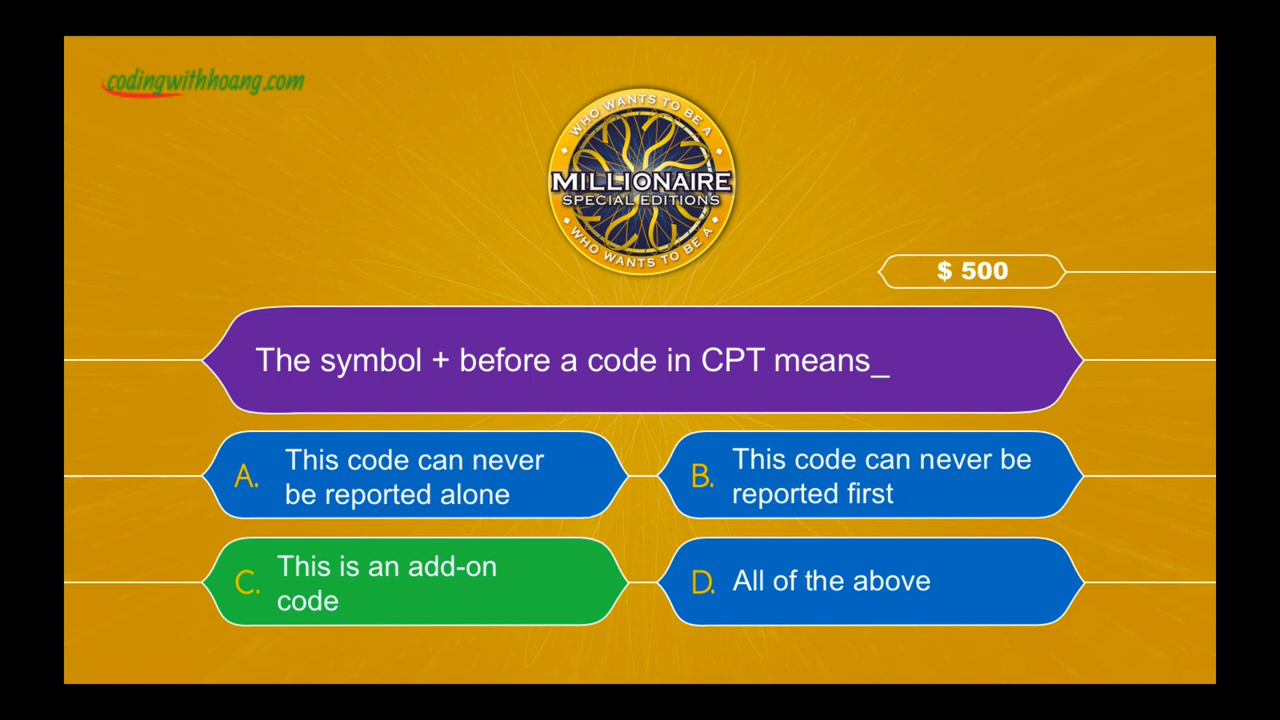 codingwithhoang.com
WHO WANTS TO BE A
MILLIONAIRE
SPECIAL EDITIONS
WHO WANTS TO BE A
$ 500
The symbol + before a code in CPT means_
A. This code can never
be reported alone
B. This code can never be
reported first
C. This is an add-on
code
D. All of the above